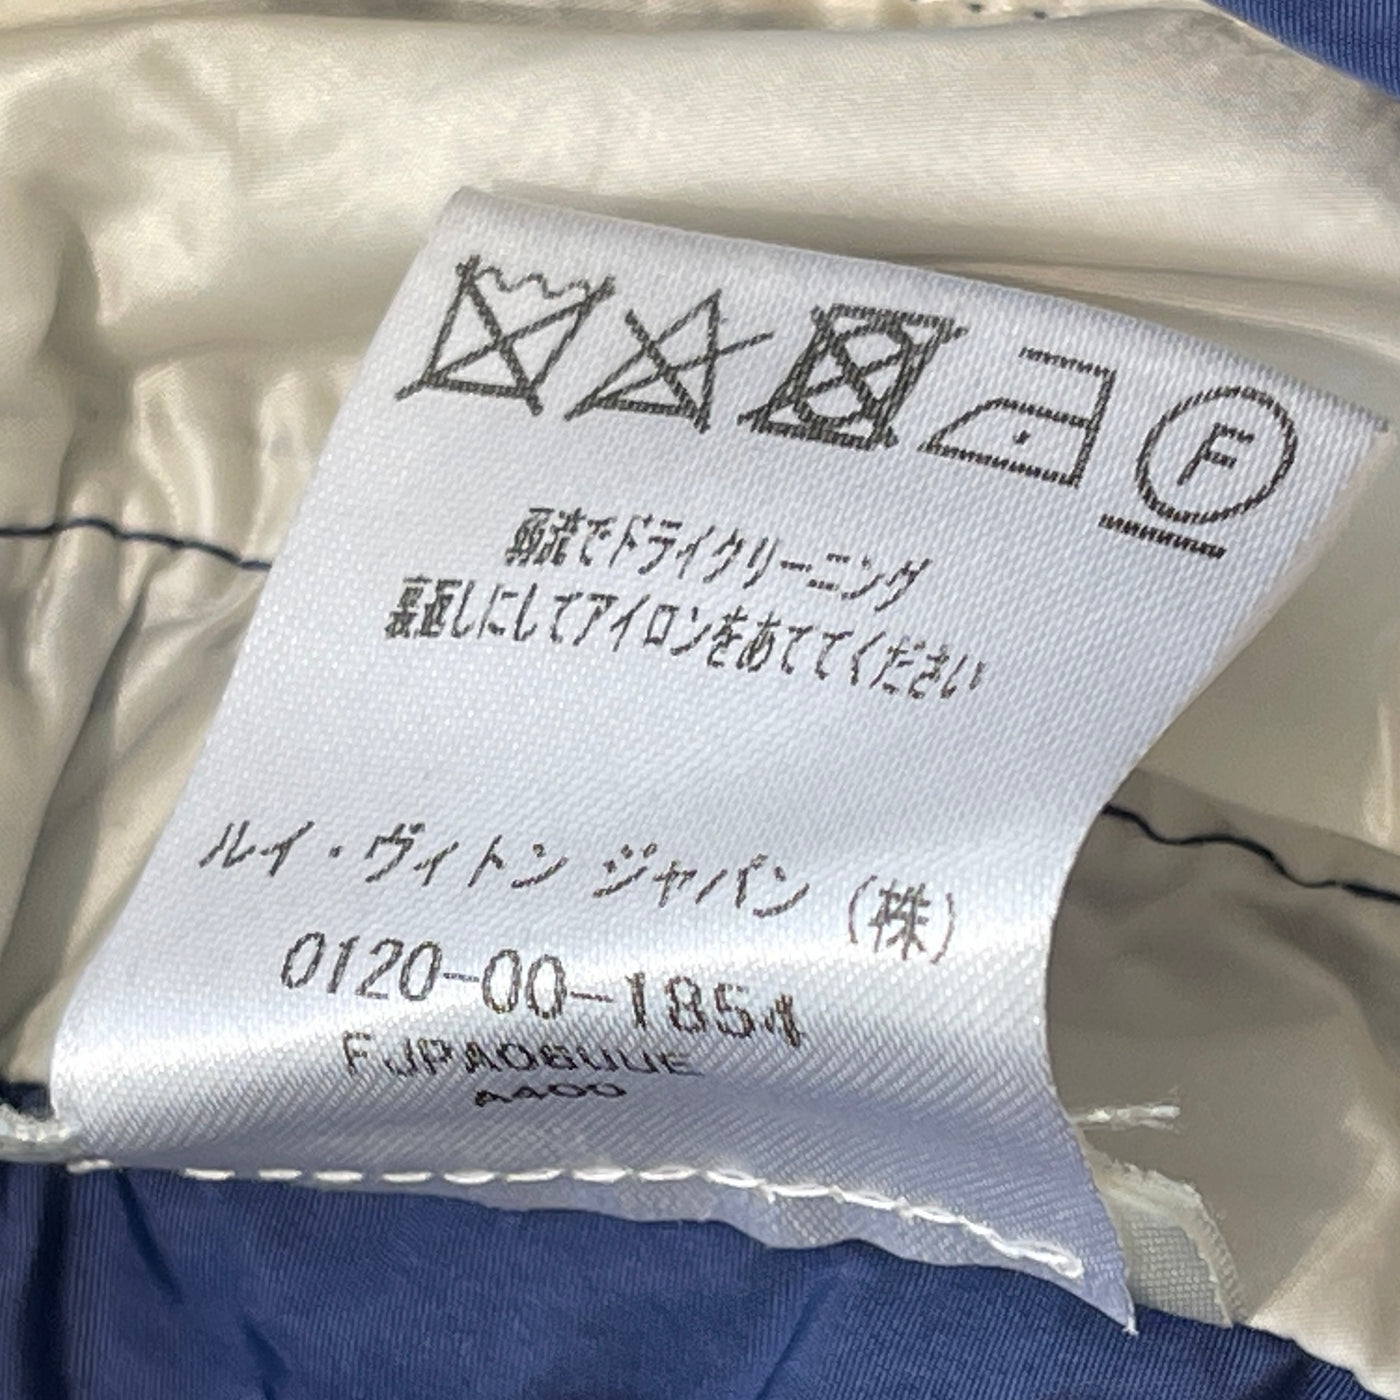 F
弱流でドライクリーニング
裏返しにしてアイロンをあててください
ルイ・ヴィトン ジャパン (株)
0120-00-1854
FJPA06UUE
A400